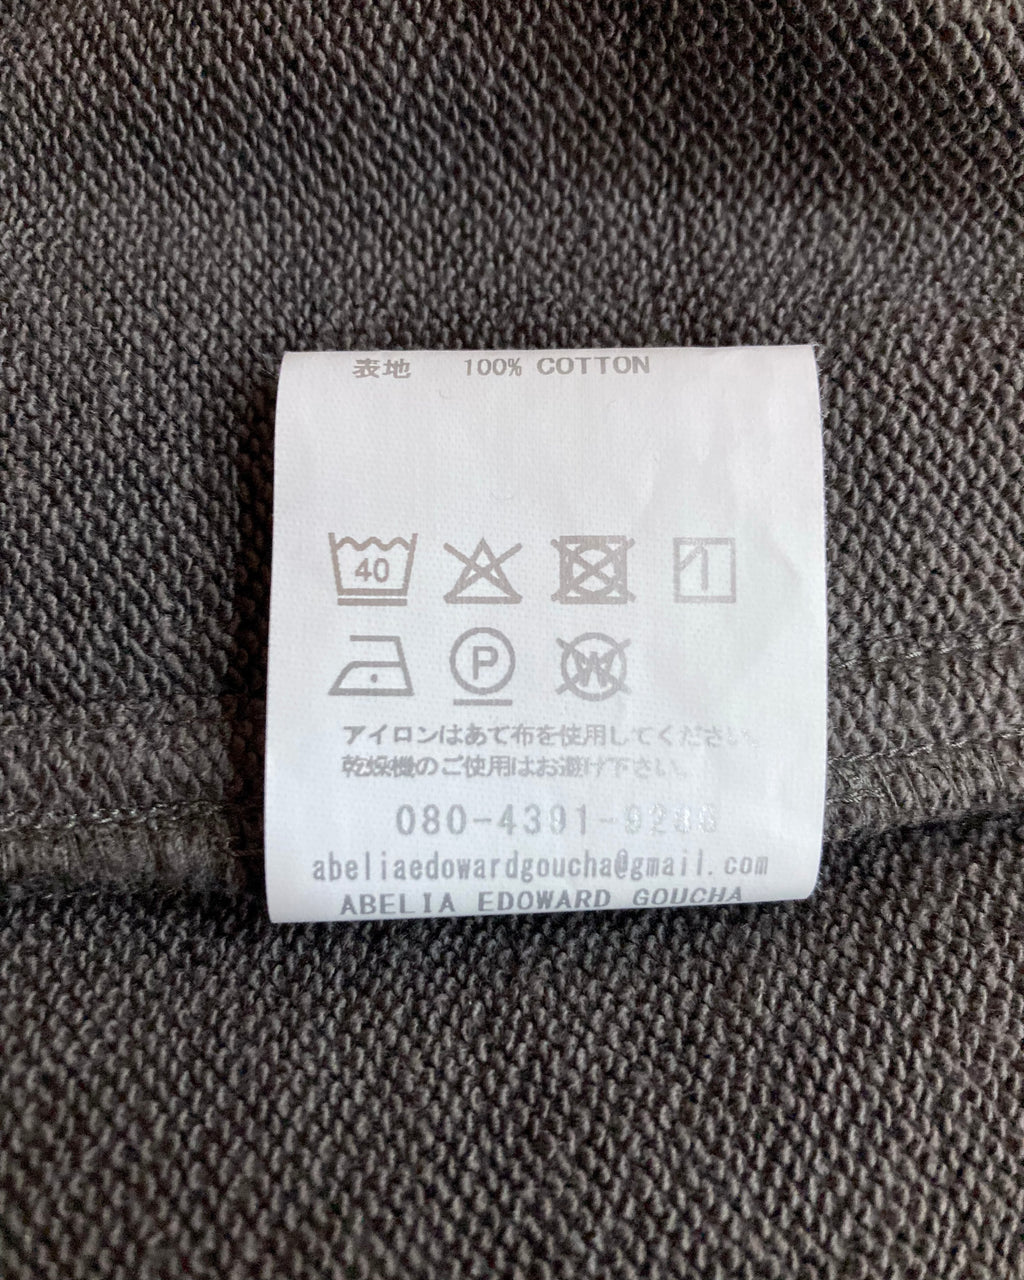 表地 100% COTTON
40
P
W
アイロンはあて布を使用してください。
乾燥機のご使用はお避け下さい。
080-4391-9236
abeliaedowardgoucha@gmail.com
ABELIA EDOWARD GOUCHA